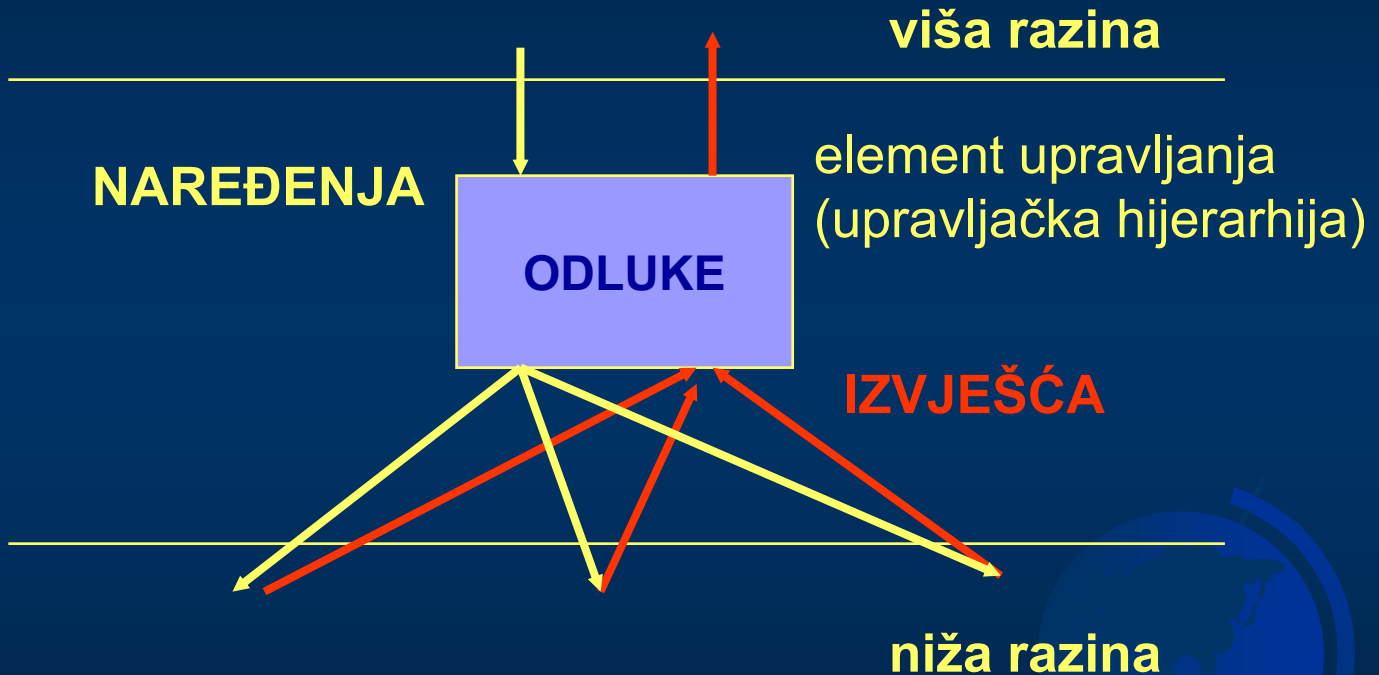 viša razina
NAREĐENJA
element upravljanja
(upravljačka hijerarhija)
ODLUKE
IZVJEŠĆA
niža razina